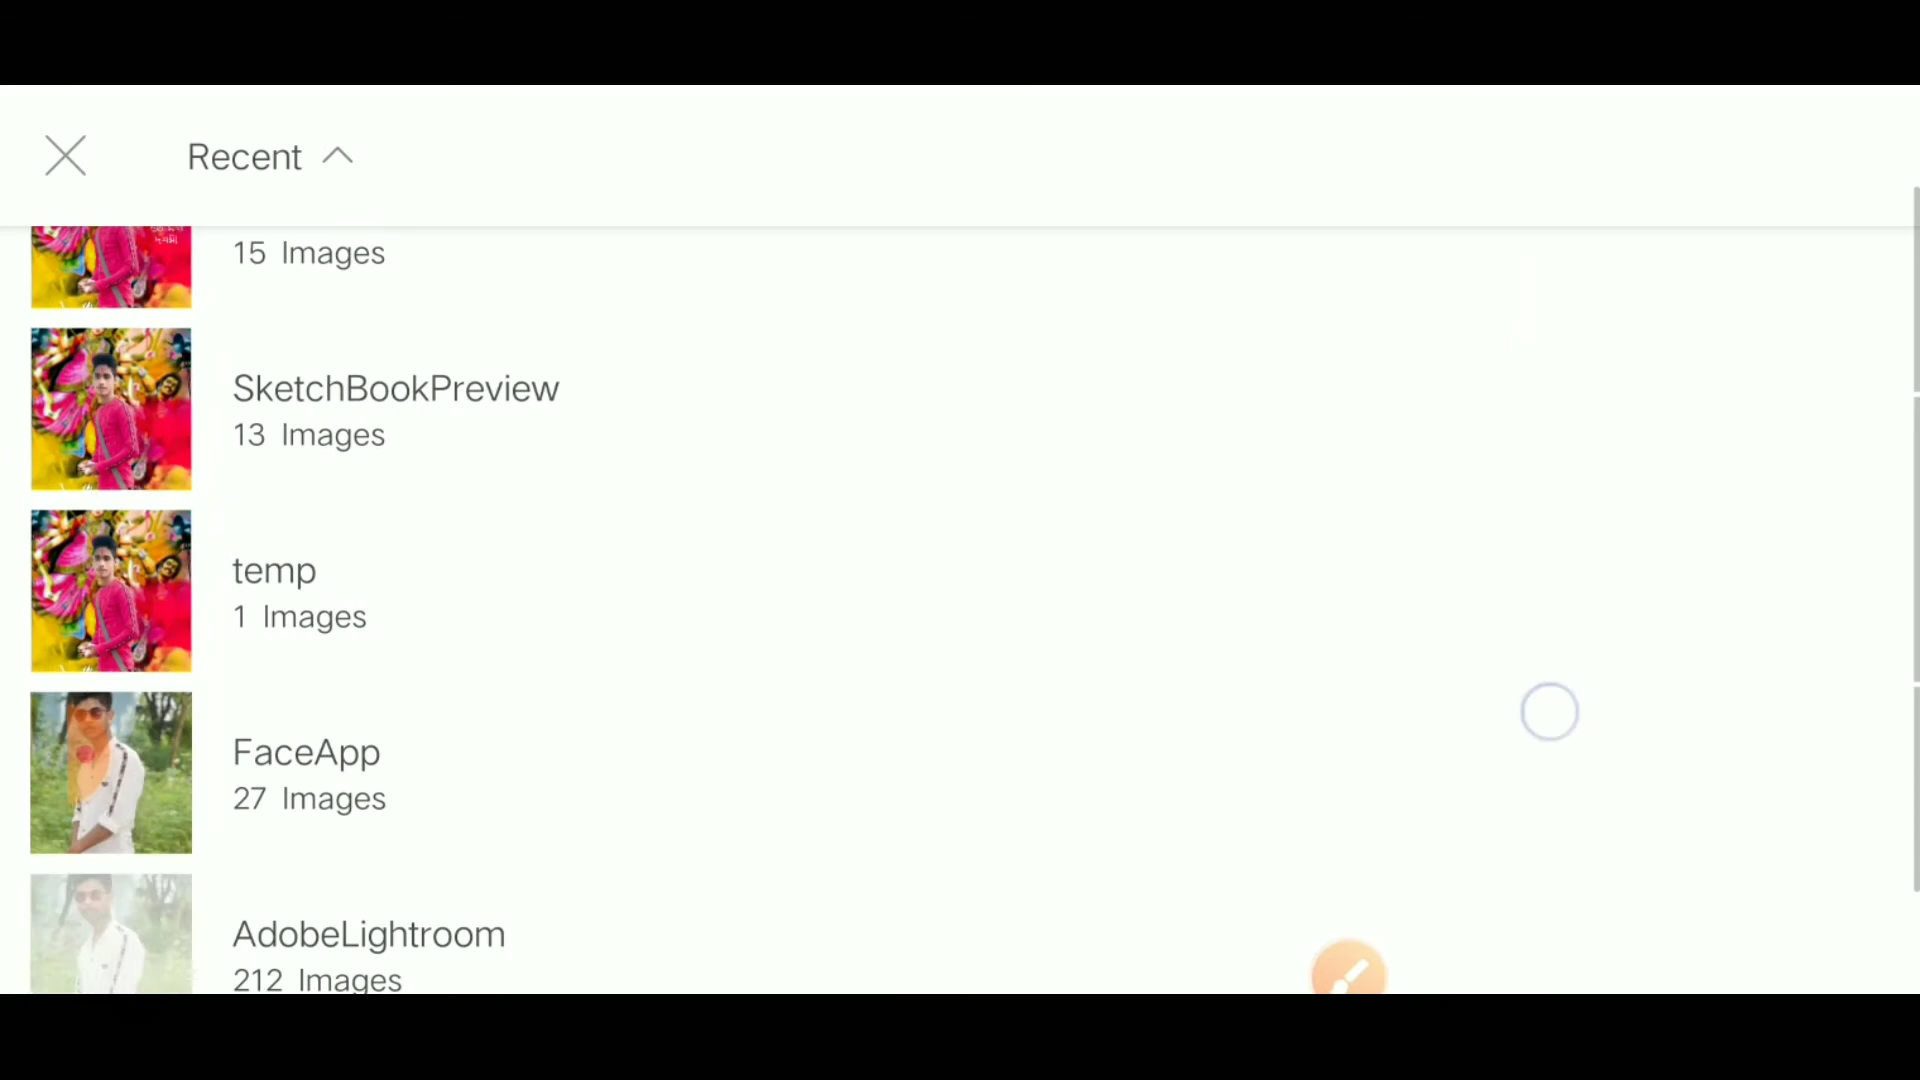 Recent
15 Images
SketchBookPreview
13 Images
temp
1 Images
FaceApp
27 Images
AdobeLightroom
212 Images